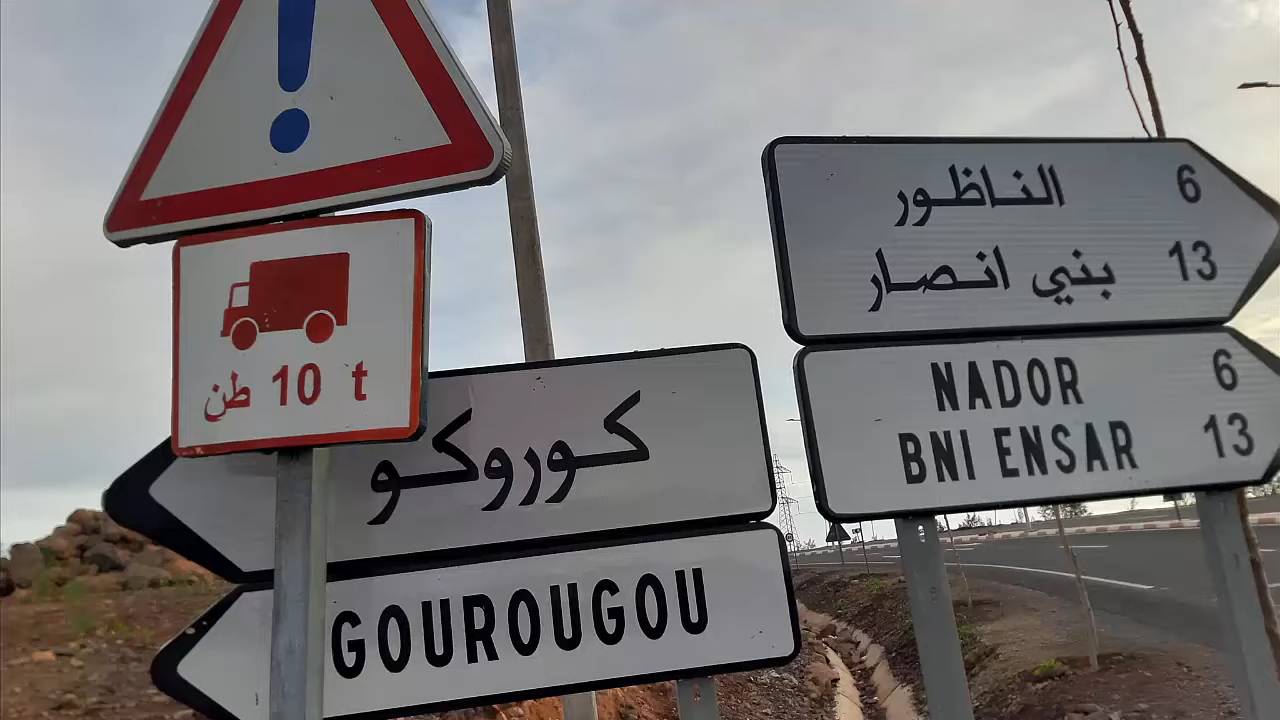 طن 10 t
كوروكو
GOUROUGOU
الناظور 6
بني انصار 13
NADOR 6
BNI ENSAR 13